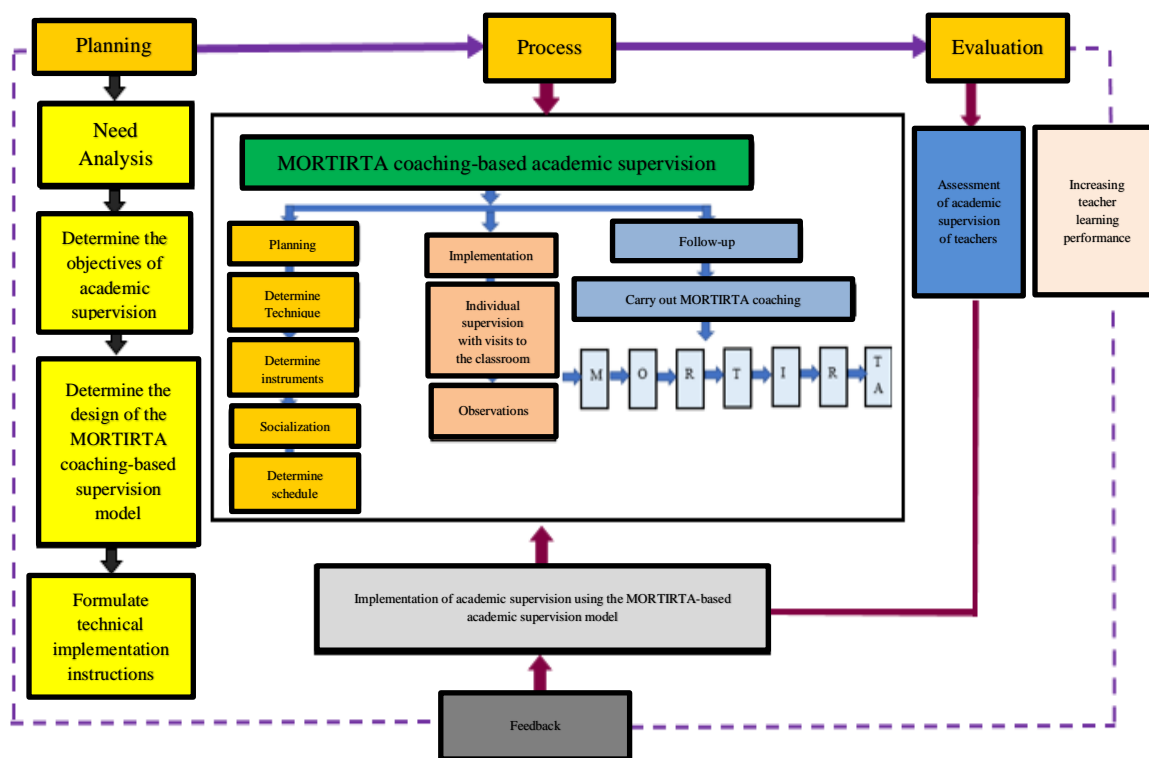 Planning
Process
Evaluation
Need
Analysis
Determine the
objectives of
academic
supervision
Determine the
design of the
MORTIRTA
coaching-based
supervision
model
Formulate
technical
implementation
instructions
MORTIRTA coaching-based academic supervision
Planning
Determine
Technique
Determine
instruments
Socialization
Determine
schedule
Implementation
Individual
supervision
with visits to
the classroom
Observations
Follow-up
Carry out MORTIRTA coaching
M
O
R
T
I
R
T
A
Assessment
of academic
supervision
of teachers
Increasing
teacher
learning
performance
Implementation of academic supervision using the MORTIRTA-based
academic supervision model
Feedback